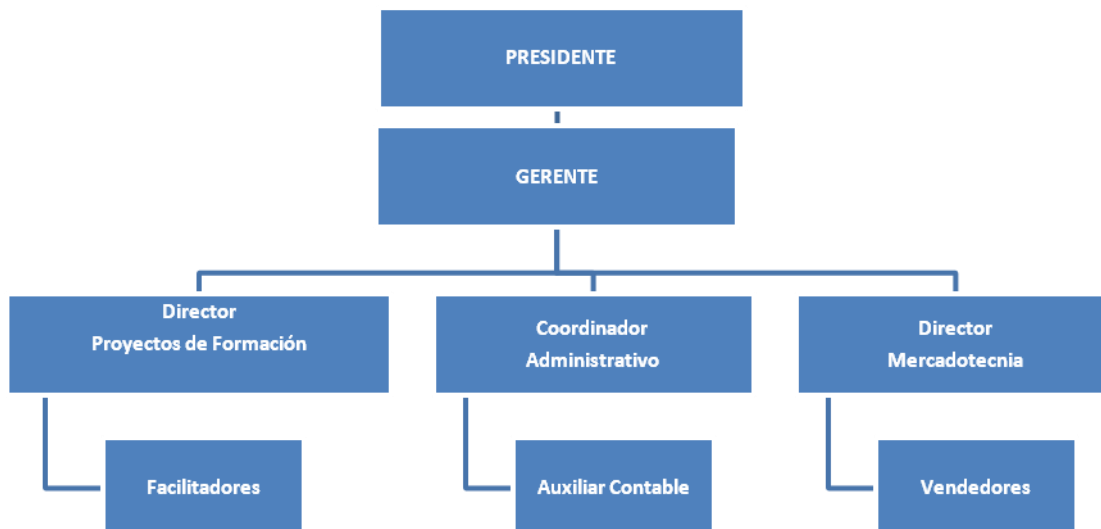 PRESIDENTE
GERENTE
Director
Proyectos de Formación
Coordinador
Administrativo
Director
Mercadotecnia
Facilitadores
Auxiliar Contable
Vendedores